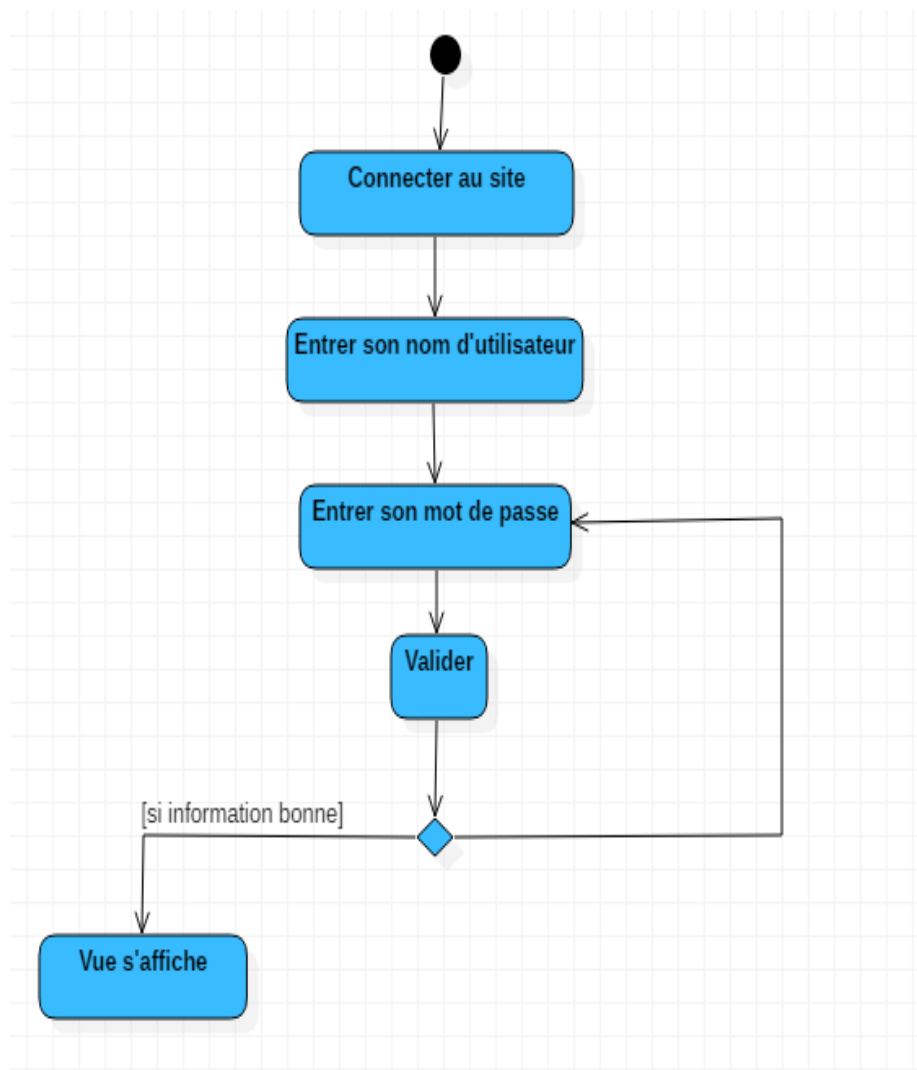 Connecter au site
Entrer son nom d'utilisateur
Entrer son mot de passe
Valider
[si information bonne]
Vue s'affiche